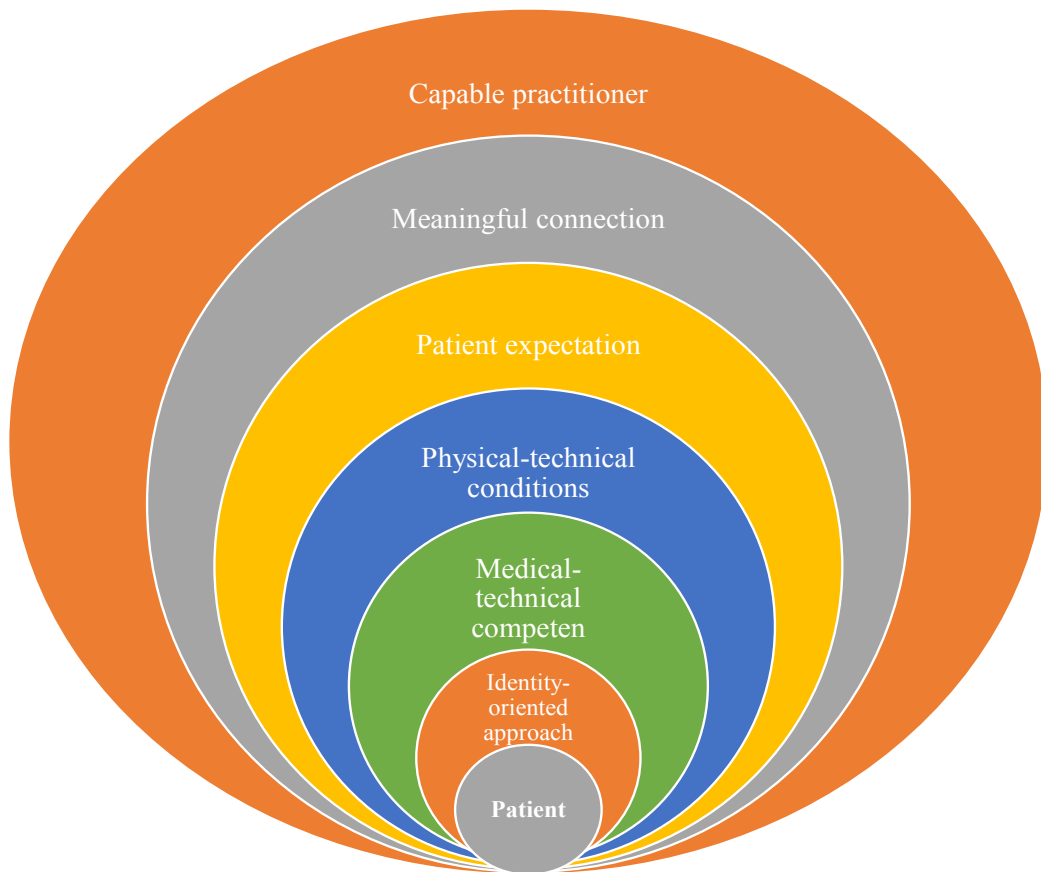 Capable practitioner
Meaningful connection
Patient expectation
Physical-technical
conditions
Medical-
technical
competen
Identity-
oriented
approach
Patient